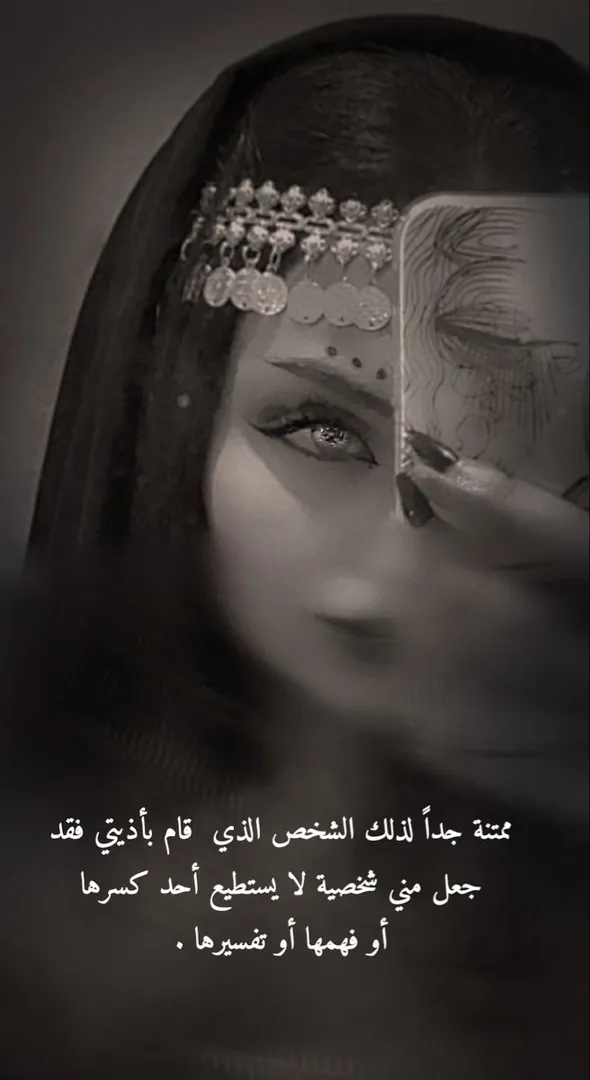 ممتنة جداً لذلك الشخص الذي قام بأذيتي فقد
جعل مني شخصية لا يستطيع أحد كسرها
أو فهمها أو تفسيرها .